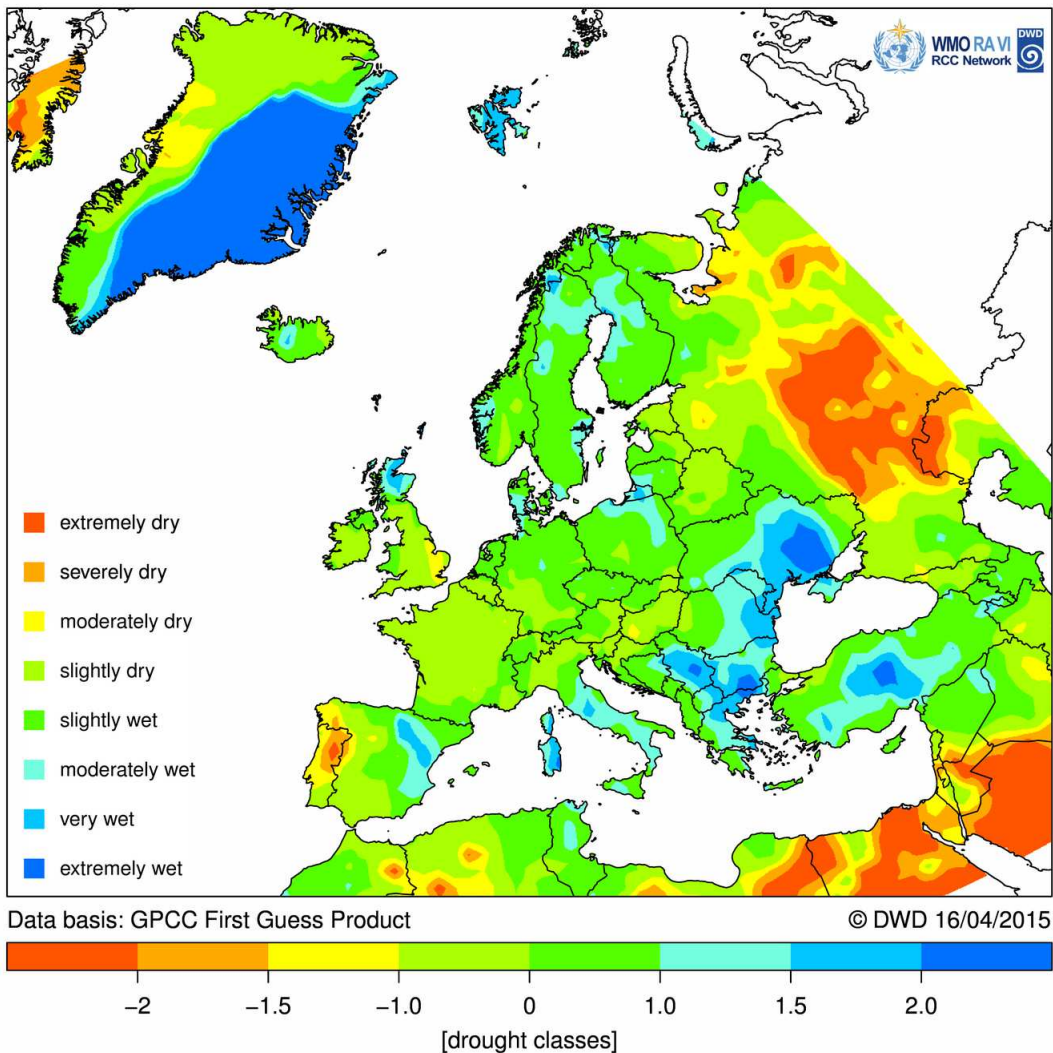 WMO RA VI
RCC Network
DWD
extremely dry
severely dry
moderately dry
slightly dry
slightly wet
moderately wet
very wet
extremely wet
Data basis: GPCC First Guess Product
© DWD 16/04/2015
−2
−1.5
−1.0
0
1.0
1.5
2.0
[drought classes]